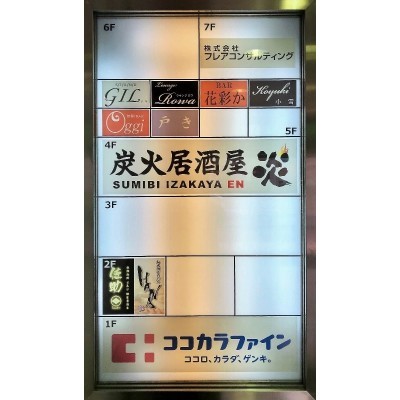 6F
7F
株式会社
フレアコンサルティング
GIL
Lounge
Rowa
BAR
花彩か
Koyuki
小雪
Oggi
戸き
5F
4F
炭火居酒屋 炎
SUMIBI IZAKAYA EN
3F
2F
1F
ココカラファイン
ココロ、カラダ、ゲンキ。